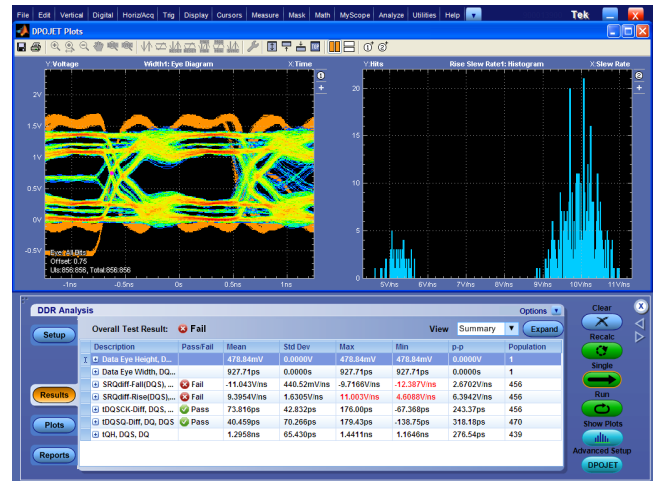 File Edit Vertical Digital Horiz/Acq Trig Display Cursors Measure Mask Math MyScope Analyze Utilities Help Tek
DPOJET Plots
Y:Voltage Width1: Eye Diagram X:Time
Y:Hits Rise Slew Rate1: Histogram X:Slew Rate
2V
1.5V
1V
0.5V
0V
-0.5V
Offset: 0.75
UIs:856:856, Total:856:856
-1ns -0.5ns 0s 0.5ns 1ns
20
15
10
5
0
5V/ns 6V/ns 7V/ns 8V/ns 9V/ns 10V/ns 11V/ns
1
2
DDR Analysis Options
Setup
Results
Plots
Reports
Overall Test Result: Fail View Summary Expand
Description Pass/Fail Mean Std Dev Max Min p-p Population
1 Data Eye Height, D... 478.84mV 0.0000V 478.84mV 478.84mV 0.0000V 1
Data Eye Width, DQ... 927.71ps 0.0000s 927.71ps 927.71ps 0.0000s 1
SRQdiff-Fall(DQS), ... Fail -11.043V/ns 440.52mV/ns -9.7166V/ns -12.387V/ns 2.6702V/ns 456
SRQdiff-Rise(DQS),... Fail 9.3954V/ns 1.6305V/ns 11.003V/ns 4.6088V/ns 6.3942V/ns 456
tDQSCK-Diff, DQS, ... Pass 73.816ps 42.832ps 176.00ps -67.368ps 243.37ps 456
tDQSQ-Diff, DQ, DQS Pass 40.459ps 70.266ps 179.43ps -138.75ps 318.18ps 470
tQH, DQS, DQ 1.2958ns 65.430ps 1.4411ns 1.1646ns 276.54ps 439
Clear
Recalc
Single
Run
Show Plots
Advanced Setup
DPOJET